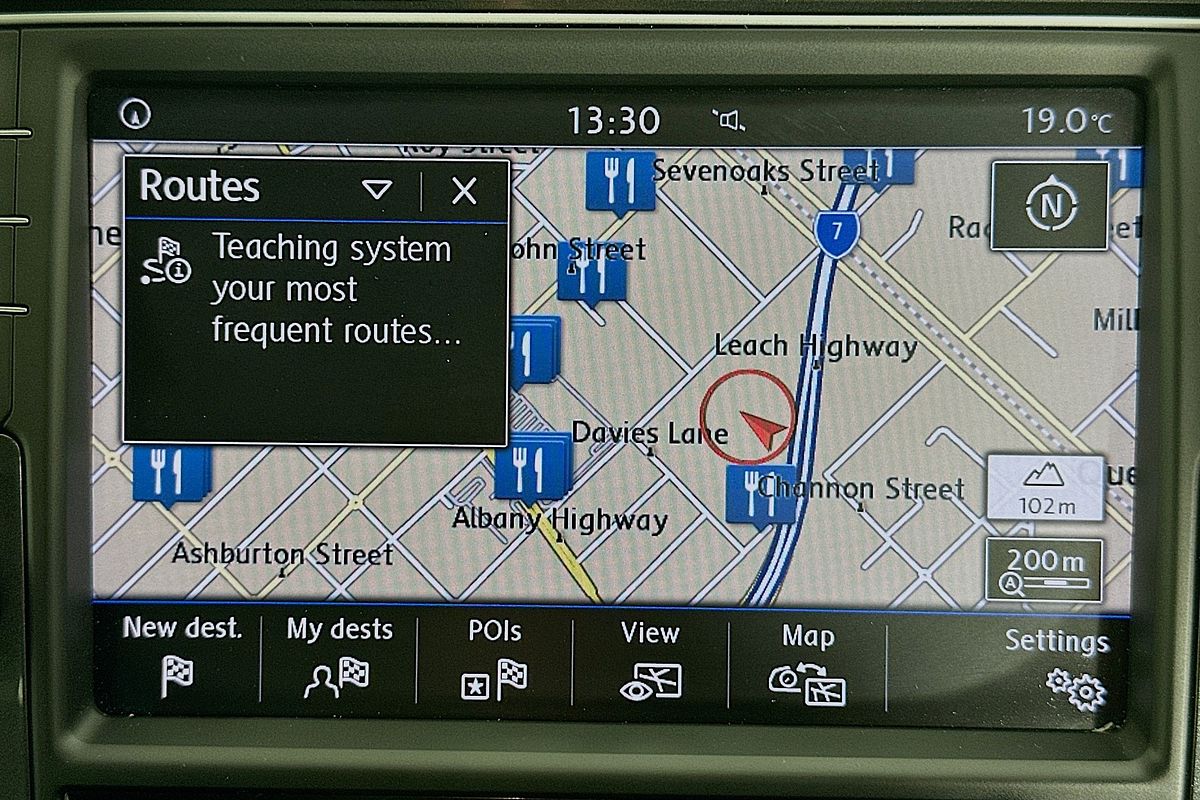 13:30
19.0°C
Routes
Teaching system
your most
frequent routes...
Sevenoaks Street
7
N
Leach Highway
Davies Lane
Channon Street
102m
Albany Highway
Ashburton Street
200m
A
New dest.
My dests
POIs
View
Map
Settings